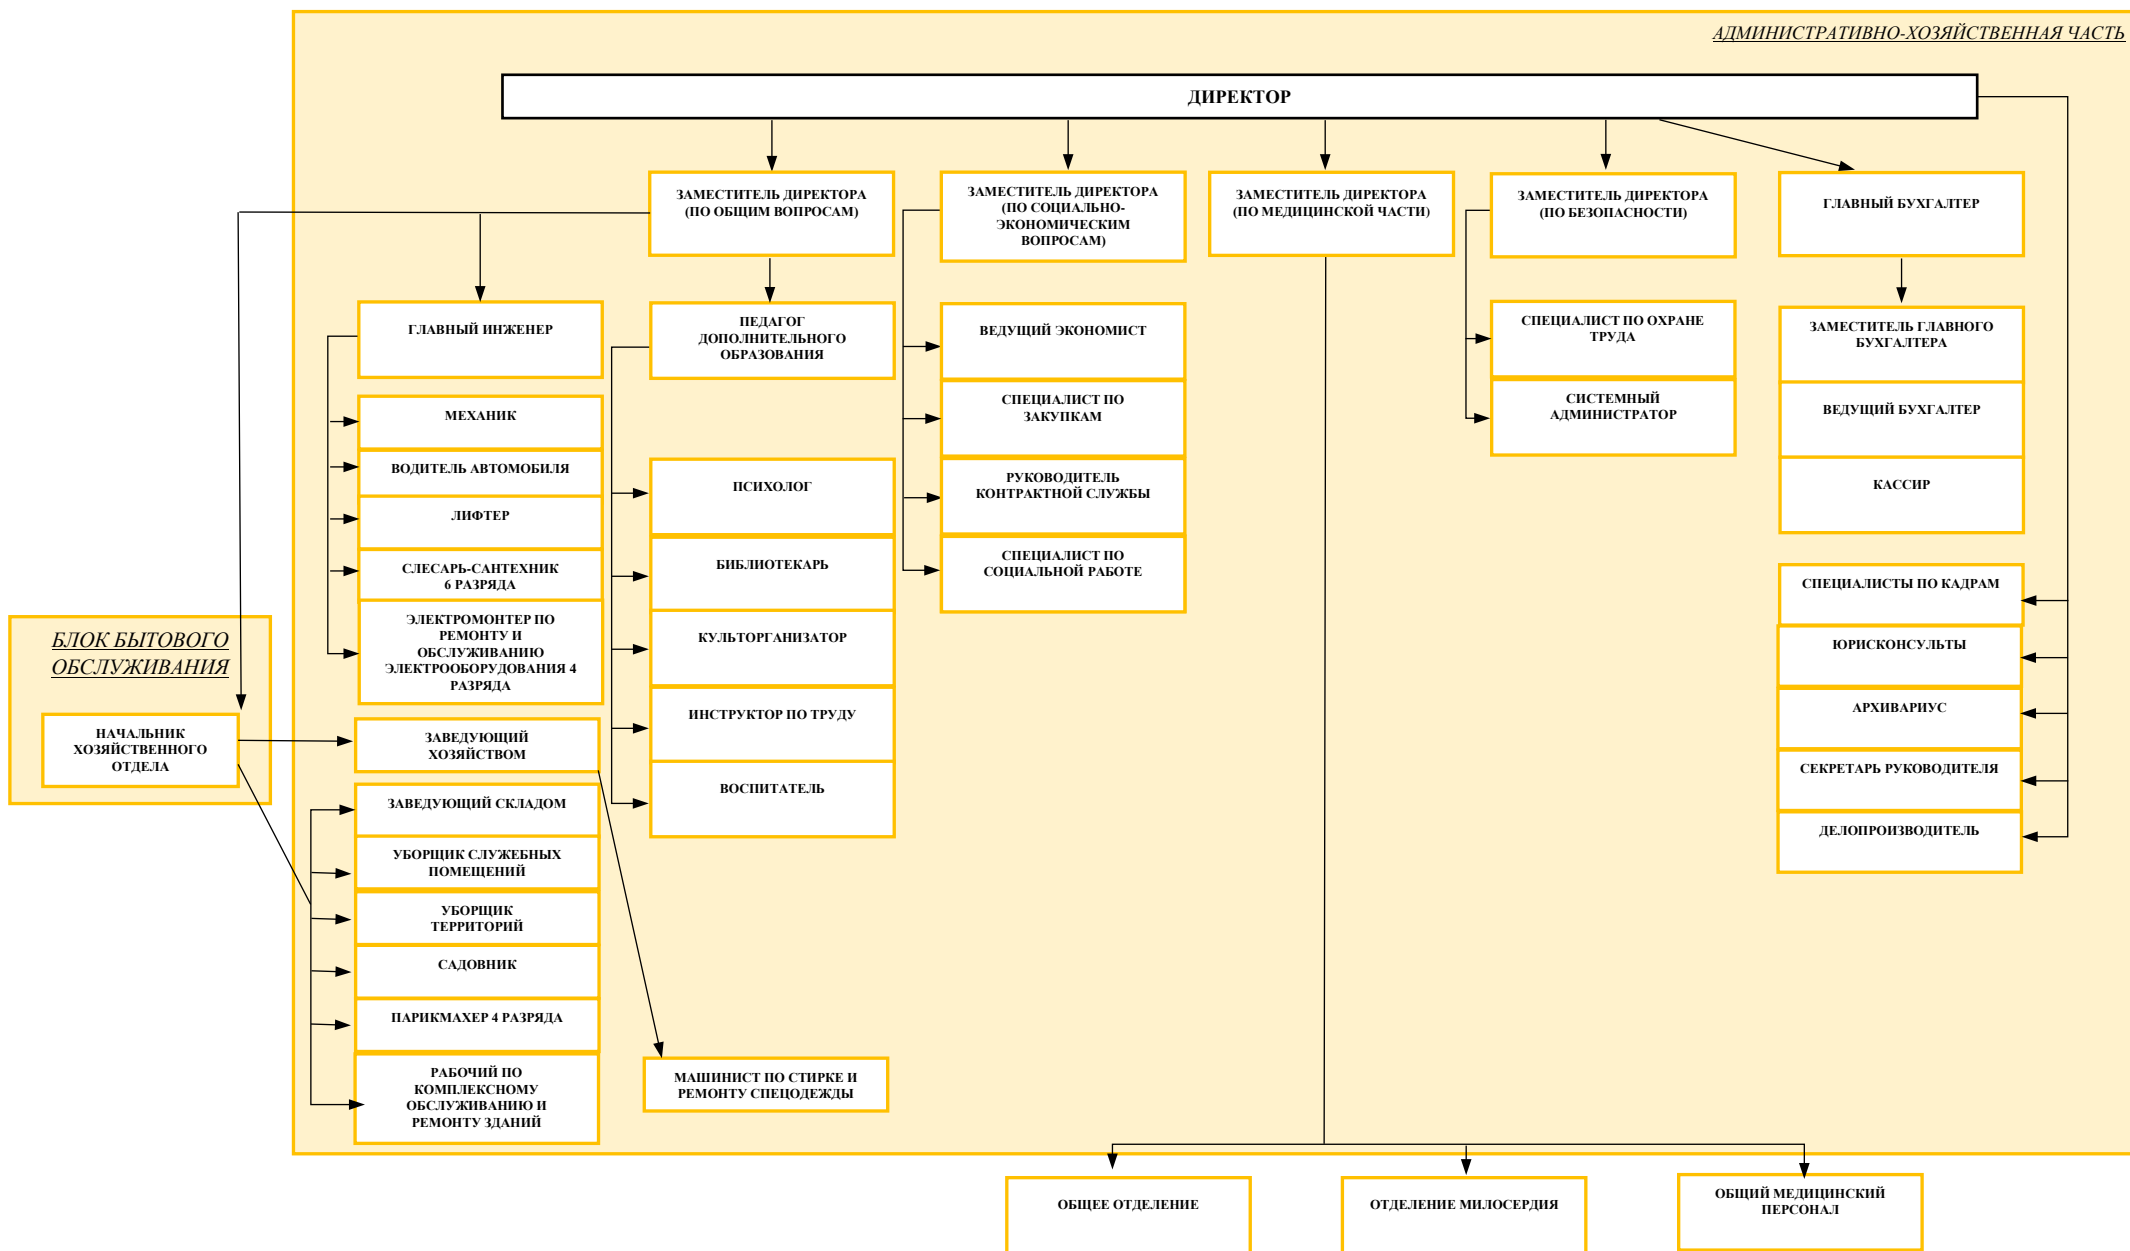 АДМИНИСТРАТИВНО-ХОЗЯЙСТВЕННАЯ ЧАСТЬ
ДИРЕКТОР
ЗАМЕСТИТЕЛЬ ДИРЕКТОРА
(ПО ОБЩИМ ВОПРОСАМ)
ЗАМЕСТИТЕЛЬ ДИРЕКТОРА
(ПО СОЦИАЛЬНО-
ЭКОНОМИЧЕСКИМ
ВОПРОСАМ)
ЗАМЕСТИТЕЛЬ ДИРЕКТОРА
(ПО МЕДИЦИНСКОЙ ЧАСТИ)
ЗАМЕСТИТЕЛЬ ДИРЕКТОРА
(ПО БЕЗОПАСНОСТИ)
ГЛАВНЫЙ БУХГАЛТЕР
ГЛАВНЫЙ ИНЖЕНЕР
МЕХАНИК
ВОДИТЕЛЬ АВТОМОБИЛЯ
ЛИФТЕР
СЛЕСАРЬ-САНТЕХНИК
6 РАЗРЯДА
ЭЛЕКТРОМОНТЕР ПО
РЕМОНТУ И
ОБСЛУЖИВАНИЮ
ЭЛЕКТРООБОРУДОВАНИЯ 4
РАЗРЯДА
ПЕДАГОГ
ДОПОЛНИТЕЛЬНОГО
ОБРАЗОВАНИЯ
ПСИХОЛОГ
БИБЛИОТЕКАРЬ
КУЛЬТОРГАНИЗАТОР
ИНСТРУКТОР ПО ТРУДУ
ВОСПИТАТЕЛЬ
ВЕДУЩИЙ ЭКОНОМИСТ
СПЕЦИАЛИСТ ПО
ЗАКУПКАМ
РУКОВОДИТЕЛЬ
КОНТРАКТНОЙ СЛУЖБЫ
СПЕЦИАЛИСТ ПО
СОЦИАЛЬНОЙ РАБОТЕ
СПЕЦИАЛИСТ ПО ОХРАНЕ
ТРУДА
СИСТЕМНЫЙ
АДМИНИСТРАТОР
ЗАМЕСТИТЕЛЬ ГЛАВНОГО
БУХГАЛТЕРА
ВЕДУЩИЙ БУХГАЛТЕР
КАССИР
СПЕЦИАЛИСТЫ ПО КАДРАМ
ЮРИСКОНСУЛЬТЫ
АРХИВАРИУС
СЕКРЕТАРЬ РУКОВОДИТЕЛЯ
ДЕЛОПРОИЗВОДИТЕЛЬ
БЛОК БЫТОВОГО
ОБСЛУЖИВАНИЯ
НАЧАЛЬНИК
ХОЗЯЙСТВЕННОГО
ОТДЕЛА
ЗАВЕДУЮЩИЙ
ХОЗЯЙСТВОМ
ЗАВЕДУЮЩИЙ СКЛАДОМ
УБОРЩИК СЛУЖЕБНЫХ
ПОМЕЩЕНИЙ
УБОРЩИК
ТЕРРИТОРИЙ
САДОВНИК
ПАРИКМАХЕР 4 РАЗРЯДА
РАБОЧИЙ ПО
КОМПЛЕКСНОМУ
ОБСЛУЖИВАНИЮ И
РЕМОНТУ ЗДАНИЙ
МАШИНИСТ ПО СТИРКЕ И
РЕМОНТУ СПЕЦОДЕЖДЫ
ОБЩЕЕ ОТДЕЛЕНИЕ
ОТДЕЛЕНИЕ МИЛОСЕРДИЯ
ОБЩИЙ МЕДИЦИНСКИЙ
ПЕРСОНАЛ